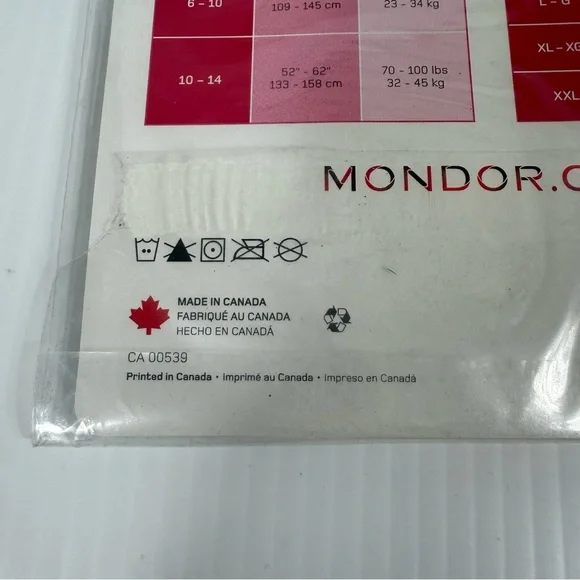 6 - 10
109 - 145 cm
23 - 34 kg
L - G
10 - 14
52" - 62"
133 - 158 cm
70 - 100 lbs
32 - 45 kg
XL - XG
XXL
MONDOR.C
MADE IN CANADA
FABRIQUÉ AU CANADA
HECHO EN CANADÁ
CA 00539
Printed in Canada • Imprimé au Canada • Impreso en Canadá